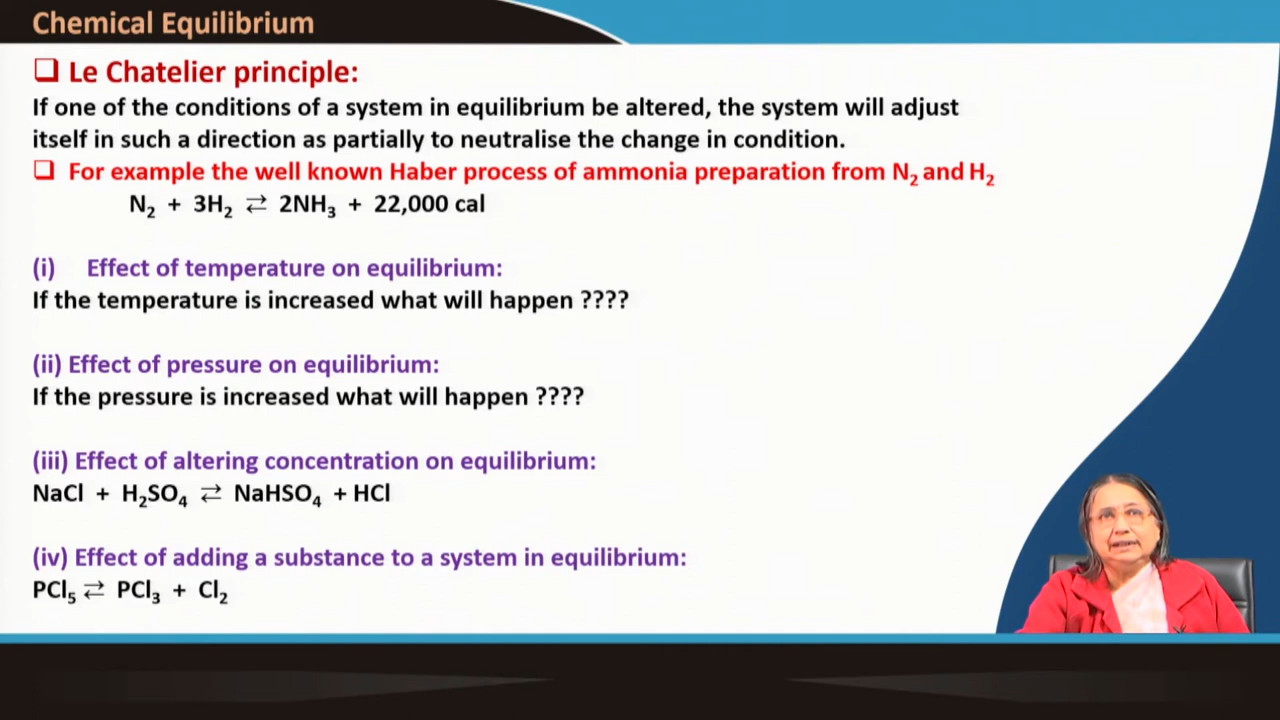 Chemical Equilibrium
❑ Le Chatelier principle:
If one of the conditions of a system in equilibrium be altered, the system will adjust
itself in such a direction as partially to neutralise the change in condition.
❑ For example the well known Haber process of ammonia preparation from N₂ and H₂
N₂ + 3H₂ ⇄ 2NH₃ + 22,000 cal
(i) Effect of temperature on equilibrium:
If the temperature is increased what will happen ????
(ii) Effect of pressure on equilibrium:
If the pressure is increased what will happen ????
(iii) Effect of altering concentration on equilibrium:
NaCl + H₂SO₄ ⇄ NaHSO₄ + HCl
(iv) Effect of adding a substance to a system in equilibrium:
PCl₅ ⇄ PCl₃ + Cl₂